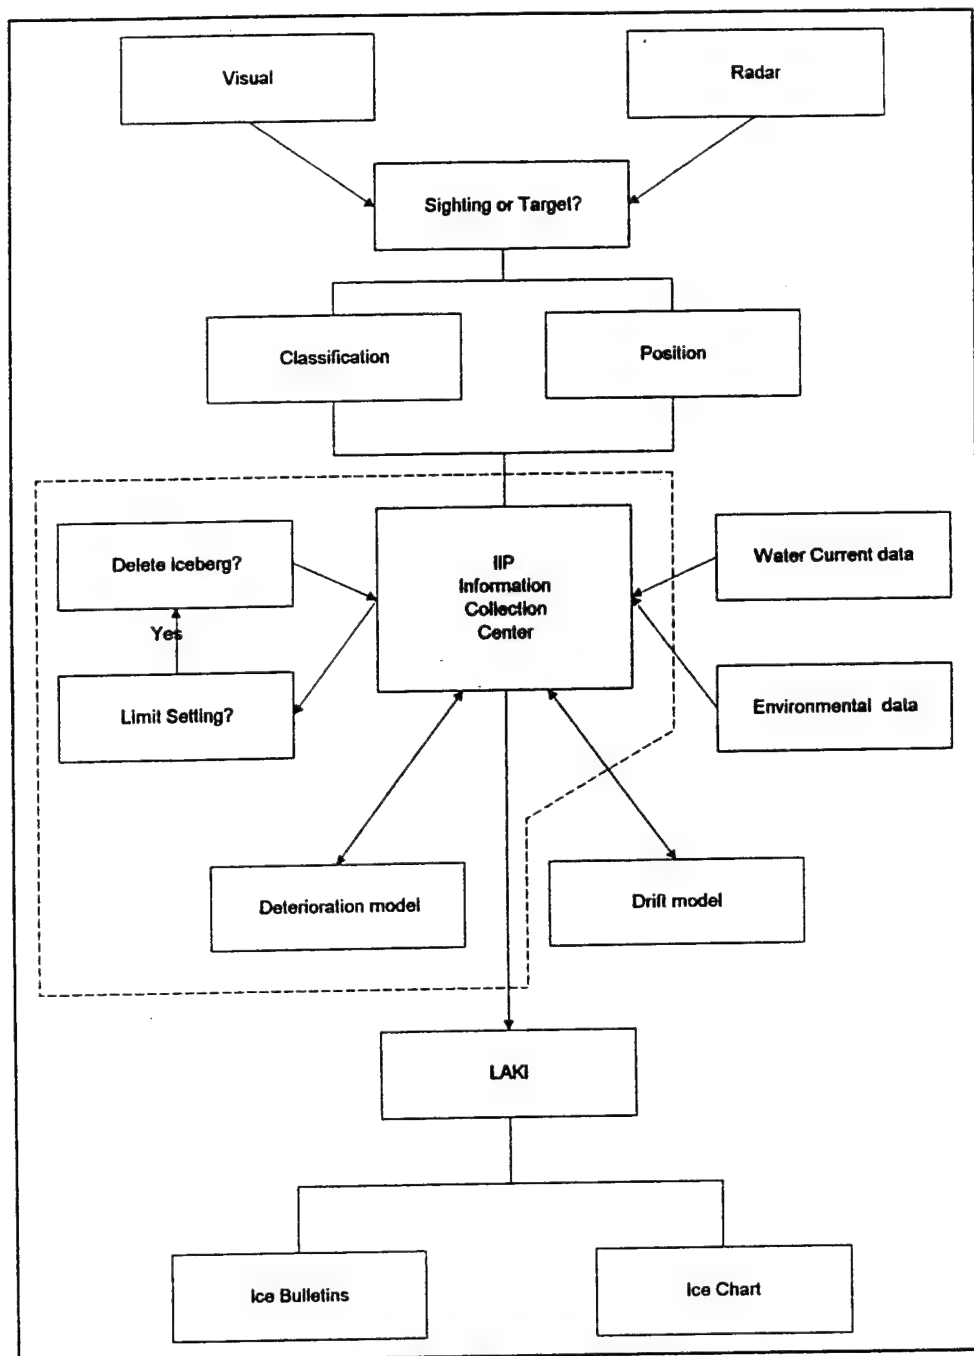 Visual
Radar
Sighting or Target?
Classification
Position
Delete Iceberg?
IIP
Information
Collection
Center
Water Current data
Yes
Limit Setting?
Environmental data
Deterioration model
Drift model
LAKI
Ice Bulletins
Ice Chart